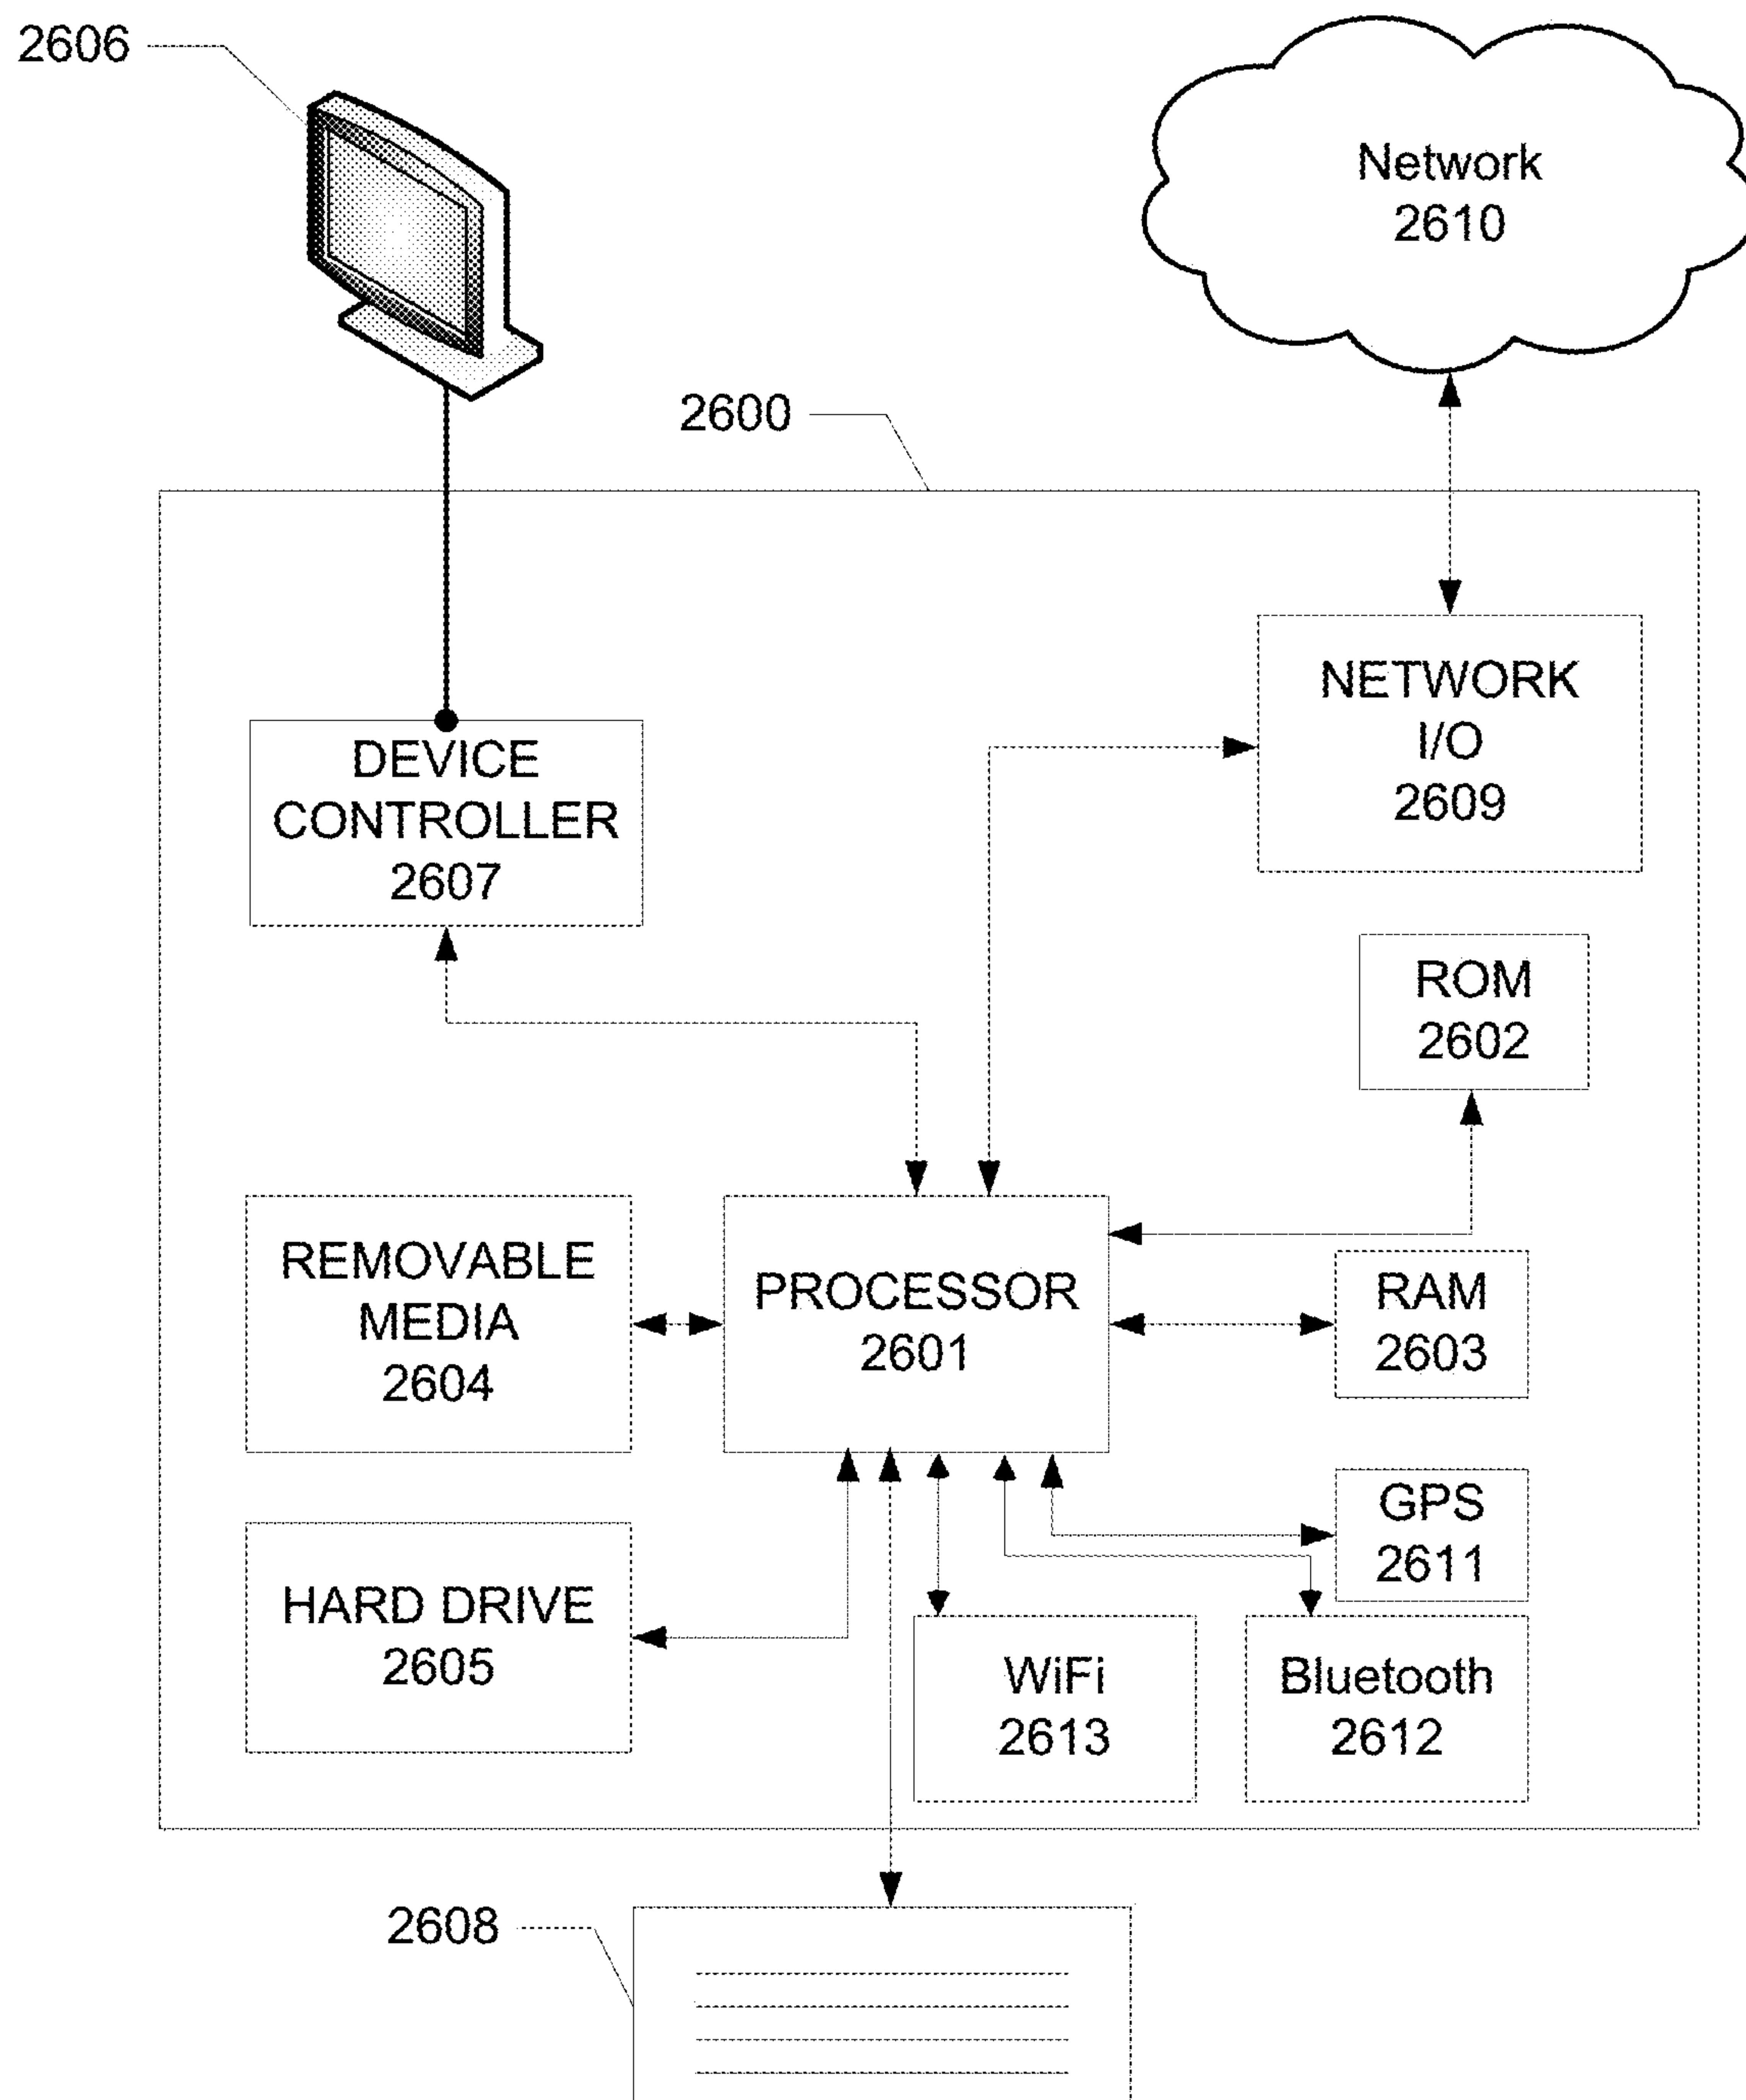 2606
Network
2610
2600
NETWORK
I/O
2609
DEVICE
CONTROLLER
2607
ROM
2602
REMOVABLE
MEDIA
2604
PROCESSOR
2601
RAM
2603
GPS
2611
HARD DRIVE
2605
WiFi
2613
Bluetooth
2612
2608